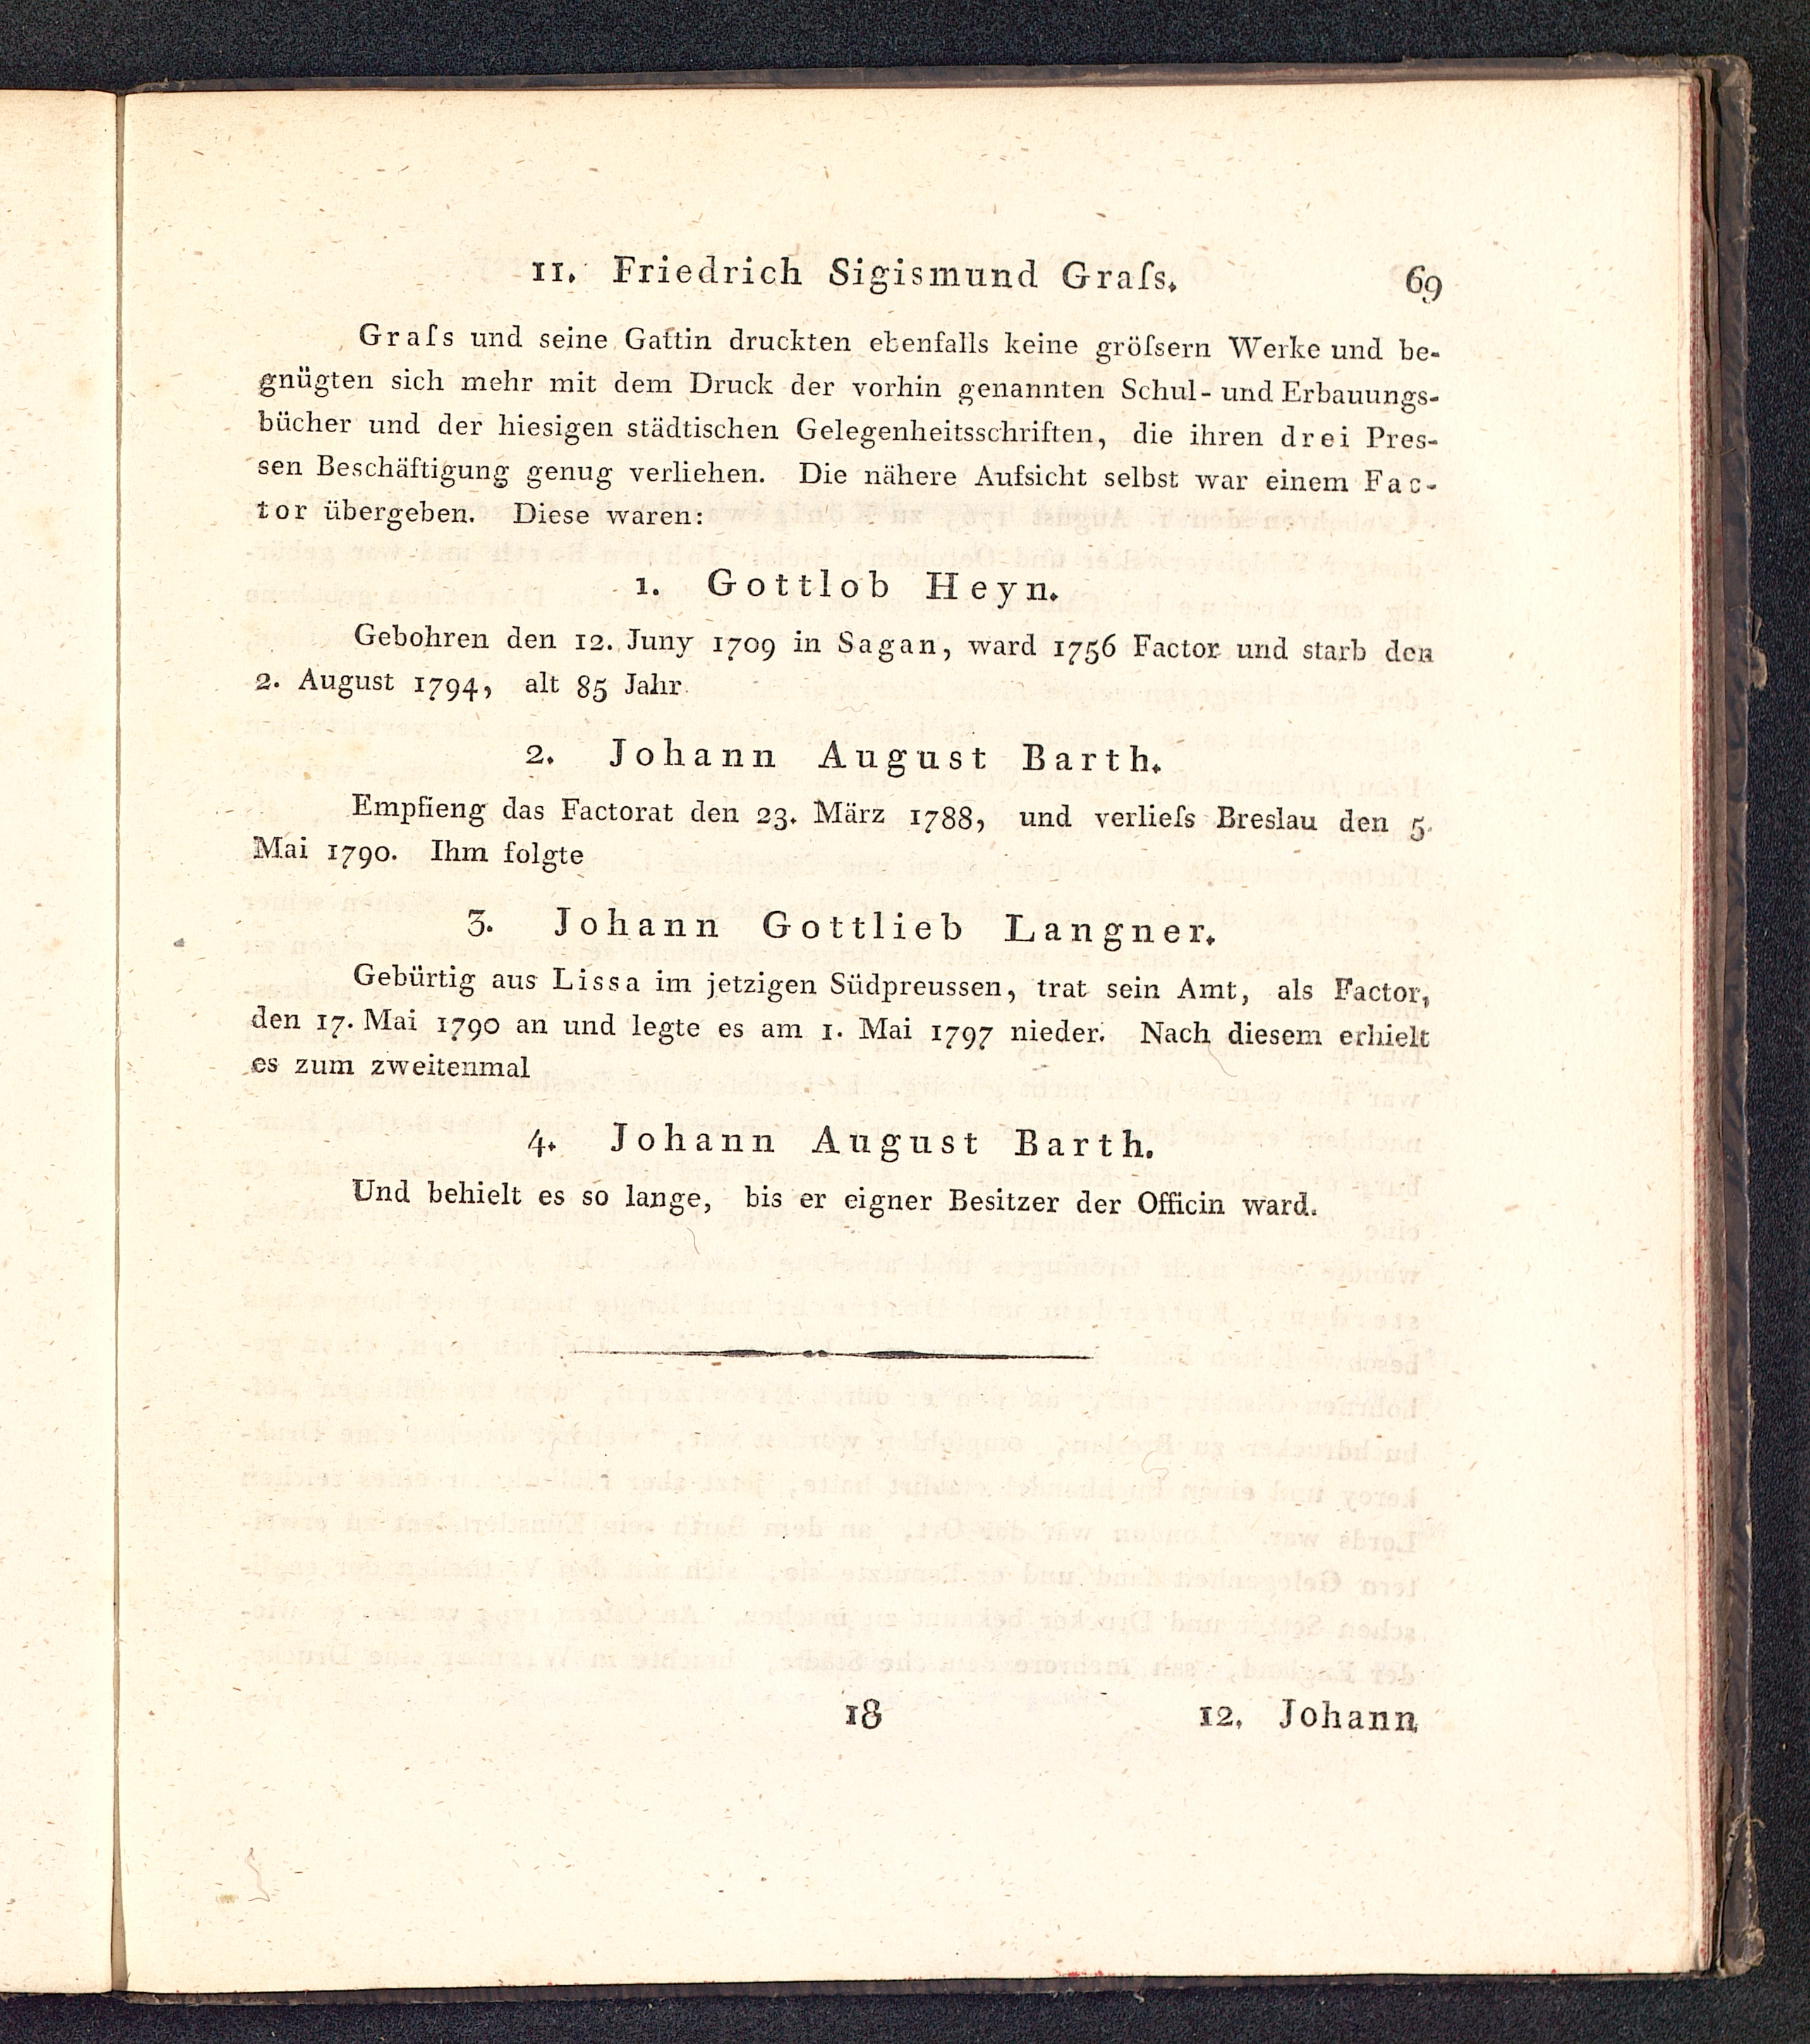 11. Friedrich Sigismund Graſs. 69
Graſs und seine Gattin druckten ebenfalls keine gröſsern Werke und be-
gnügten sich mehr mit dem Druck der vorhin genannten Schul- und Erbauungs-
bücher und der hiesigen städtischen Gelegenheitsschriften, die ihren drei Pres-
sen Beschäftigung genug verliehen. Die nähere Aufsicht selbst war einem Fac-
tor übergeben. Diese waren:
1. Gottlob Heyn.
Gebohren den 12. Juny 1709 in Sagan, ward 1756 Factor und starb den
2. August 1794, alt 85 Jahr.
2. Johann August Barth.
Empfieng das Factorat den 23. März 1788, und verlieſs Breslau den 5.
Mai 1790. Ihm folgte
3. Johann Gottlieb Langner.
Gebürtig aus Lissa im jetzigen Südpreussen, trat sein Amt, als Factor,
den 17. Mai 1790 an und legte es am 1. Mai 1797 nieder. Nach diesem erhielt
es zum zweitenmal
4. Johann August Barth.
Und behielt es so lange, bis er eigner Besitzer der Officin ward.
18 12. Johann